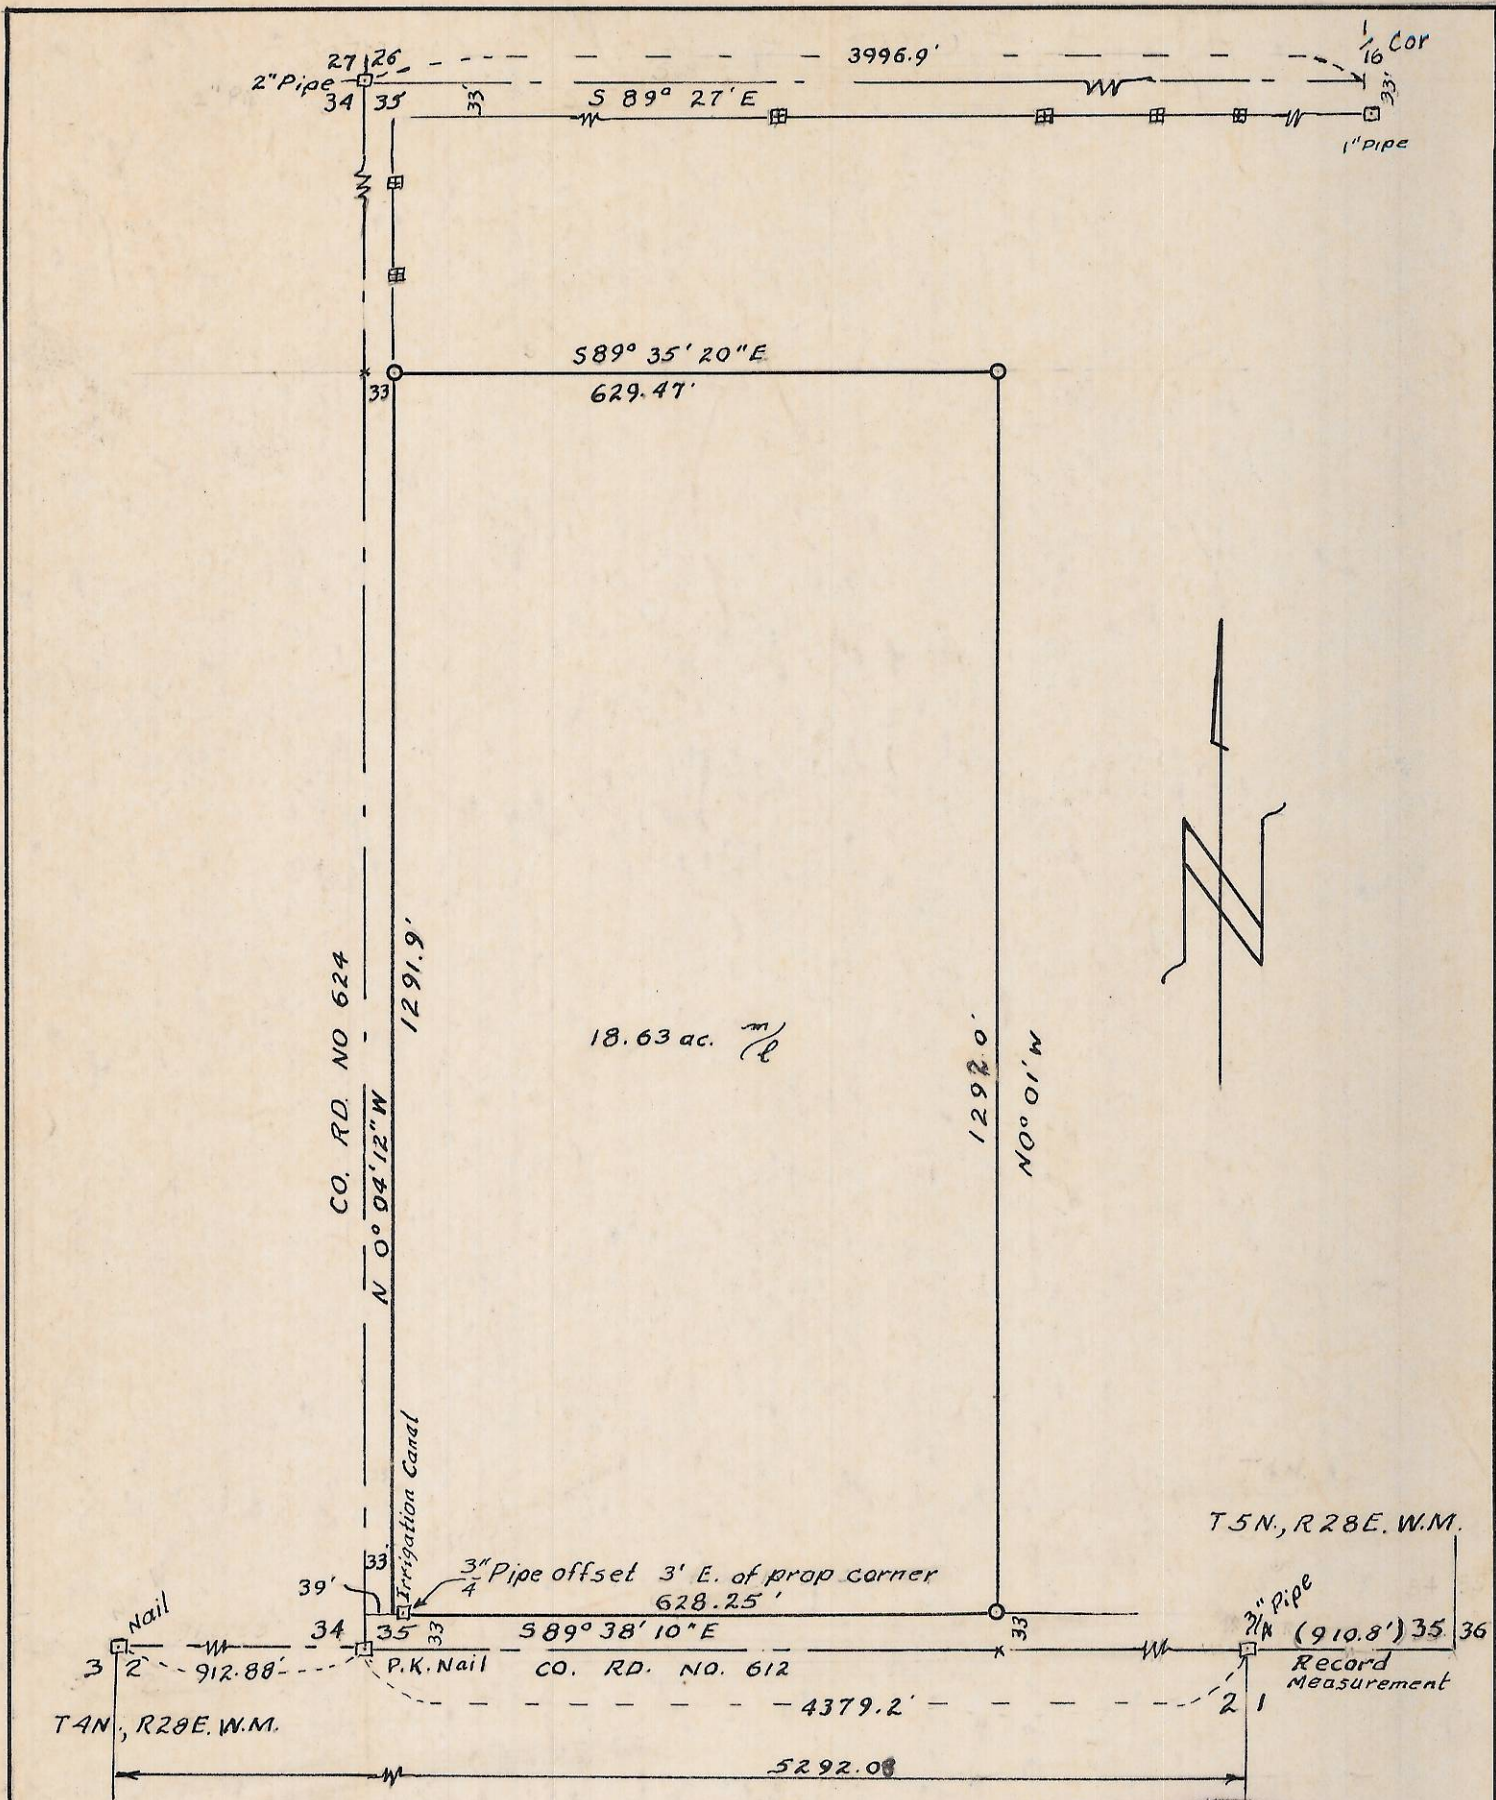 3996.9'
1/16 Cor
27 26
2" Pipe
34 35
33'
S 89° 27' E
33'
1" Pipe
S89° 35' 20" E
33
629.47'
CO. RD. NO 624
N 0° 04' 12" W
1291.9'
18.63 ac. m/l
1292.0'
N0° 01' W
Irrigation Canal
T5N., R28E. W.M.
33'
39'
3/4" Pipe offset 3' E. of prop corner
628.25'
Nail
34 35
33
S89° 38' 10" E
33
3/4" Pipe
(910.8') 35 36
3 2
912.88'
P.K. Nail
CO. RD. NO. 612
Record
Measurement
4379.2'
2 1
T4N., R28E. W.M.
5292.08